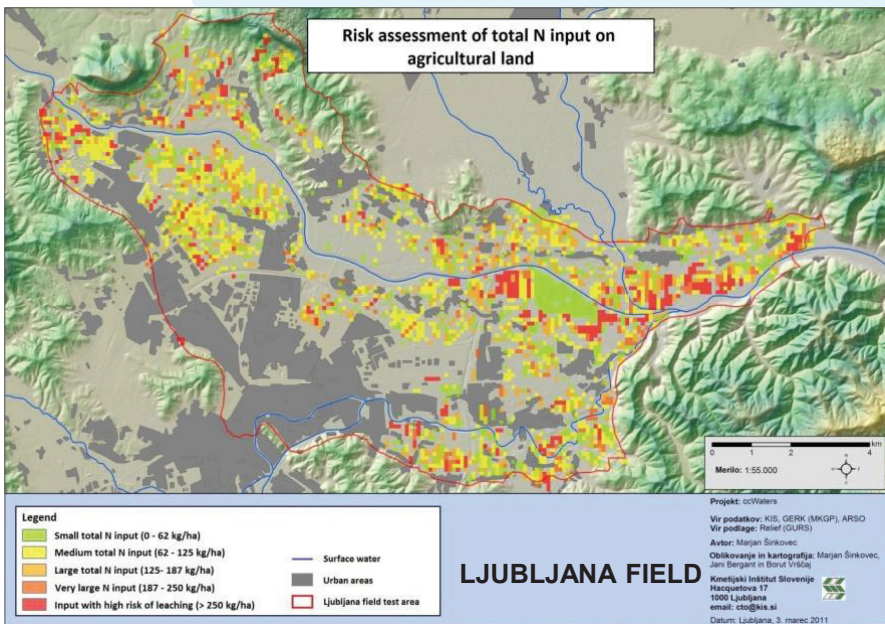 Risk assessment of total N input on
agricultural land
km
0 1 2 4
Merilo: 1:55.000
Legend
Small total N input (0 - 62 kg/ha)
Medium total N input (62 - 125 kg/ha)
Large total N input (125- 187 kg/ha)
Very large N input (187 - 250 kg/ha)
Input with high risk of leaching (> 250 kg/ha)
Surface water
Urban areas
Ljubljana field test area
LJUBLJANA FIELD
Projekt: ccWaters
Vir podatkov: KIS, GERK (MKGP), ARSO
Vir podlage: Relief (GURS)
Avtor: Marjan Šinkovec
Oblikovanje in kartografija: Marjan Šinkovec,
Jani Bergant in Borut Vrščaj
Kmetijski Inštitut Slovenije
Hacquetova 17
1000 Ljubljana
email: cto@kis.si
Datum: Ljubljana, 3. marec 2011